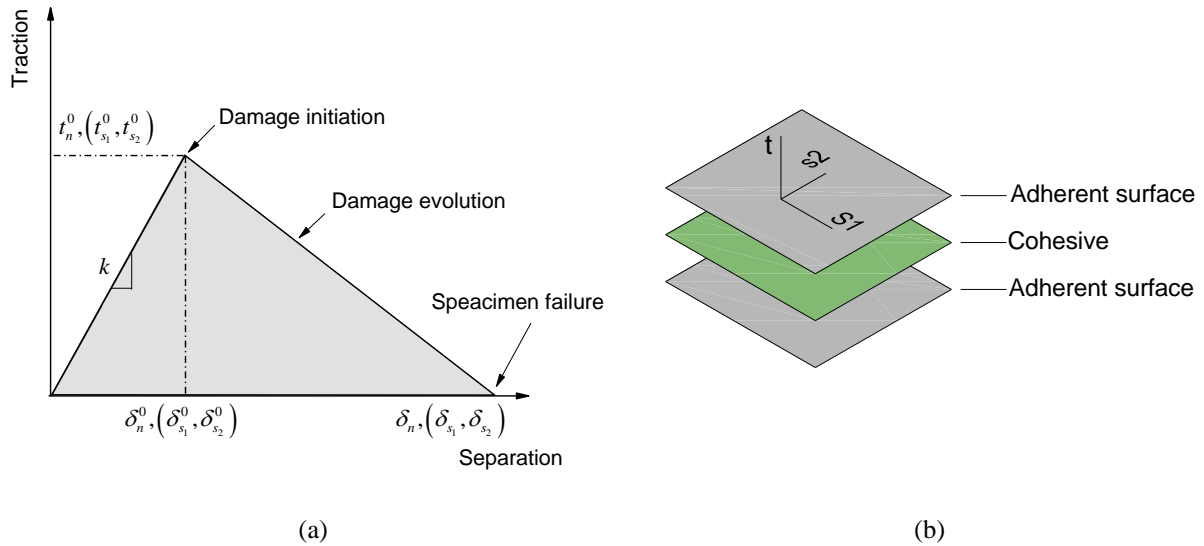 Traction
t_n^0,(t_{s_1}^0,t_{s_2}^0)
Damage initiation
Damage evolution
k
Speacimen failure
δ_n^0,(δ_{s_1}^0,δ_{s_2}^0)
δ_n,(δ_{s_1},δ_{s_2})
Separation
(a)
t
s2
S1
Adherent surface
Cohesive
Adherent surface
(b)